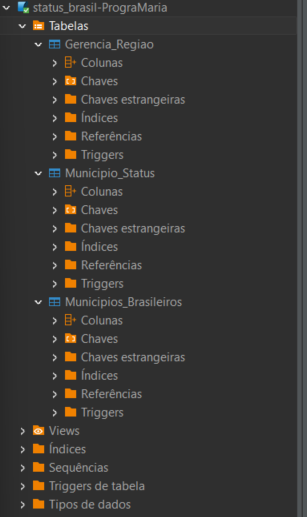 status_brasil-PrograMaria
Tabelas
Gerencia_Regiao
Colunas
Chaves
Chaves estrangeiras
Índices
Referências
Triggers
Municipio_Status
Colunas
Chaves
Chaves estrangeiras
Índices
Referências
Triggers
Municipios_Brasileiros
Colunas
Chaves
Chaves estrangeiras
Índices
Referências
Triggers
Views
Índices
Sequências
Triggers de tabela
Tipos de dados